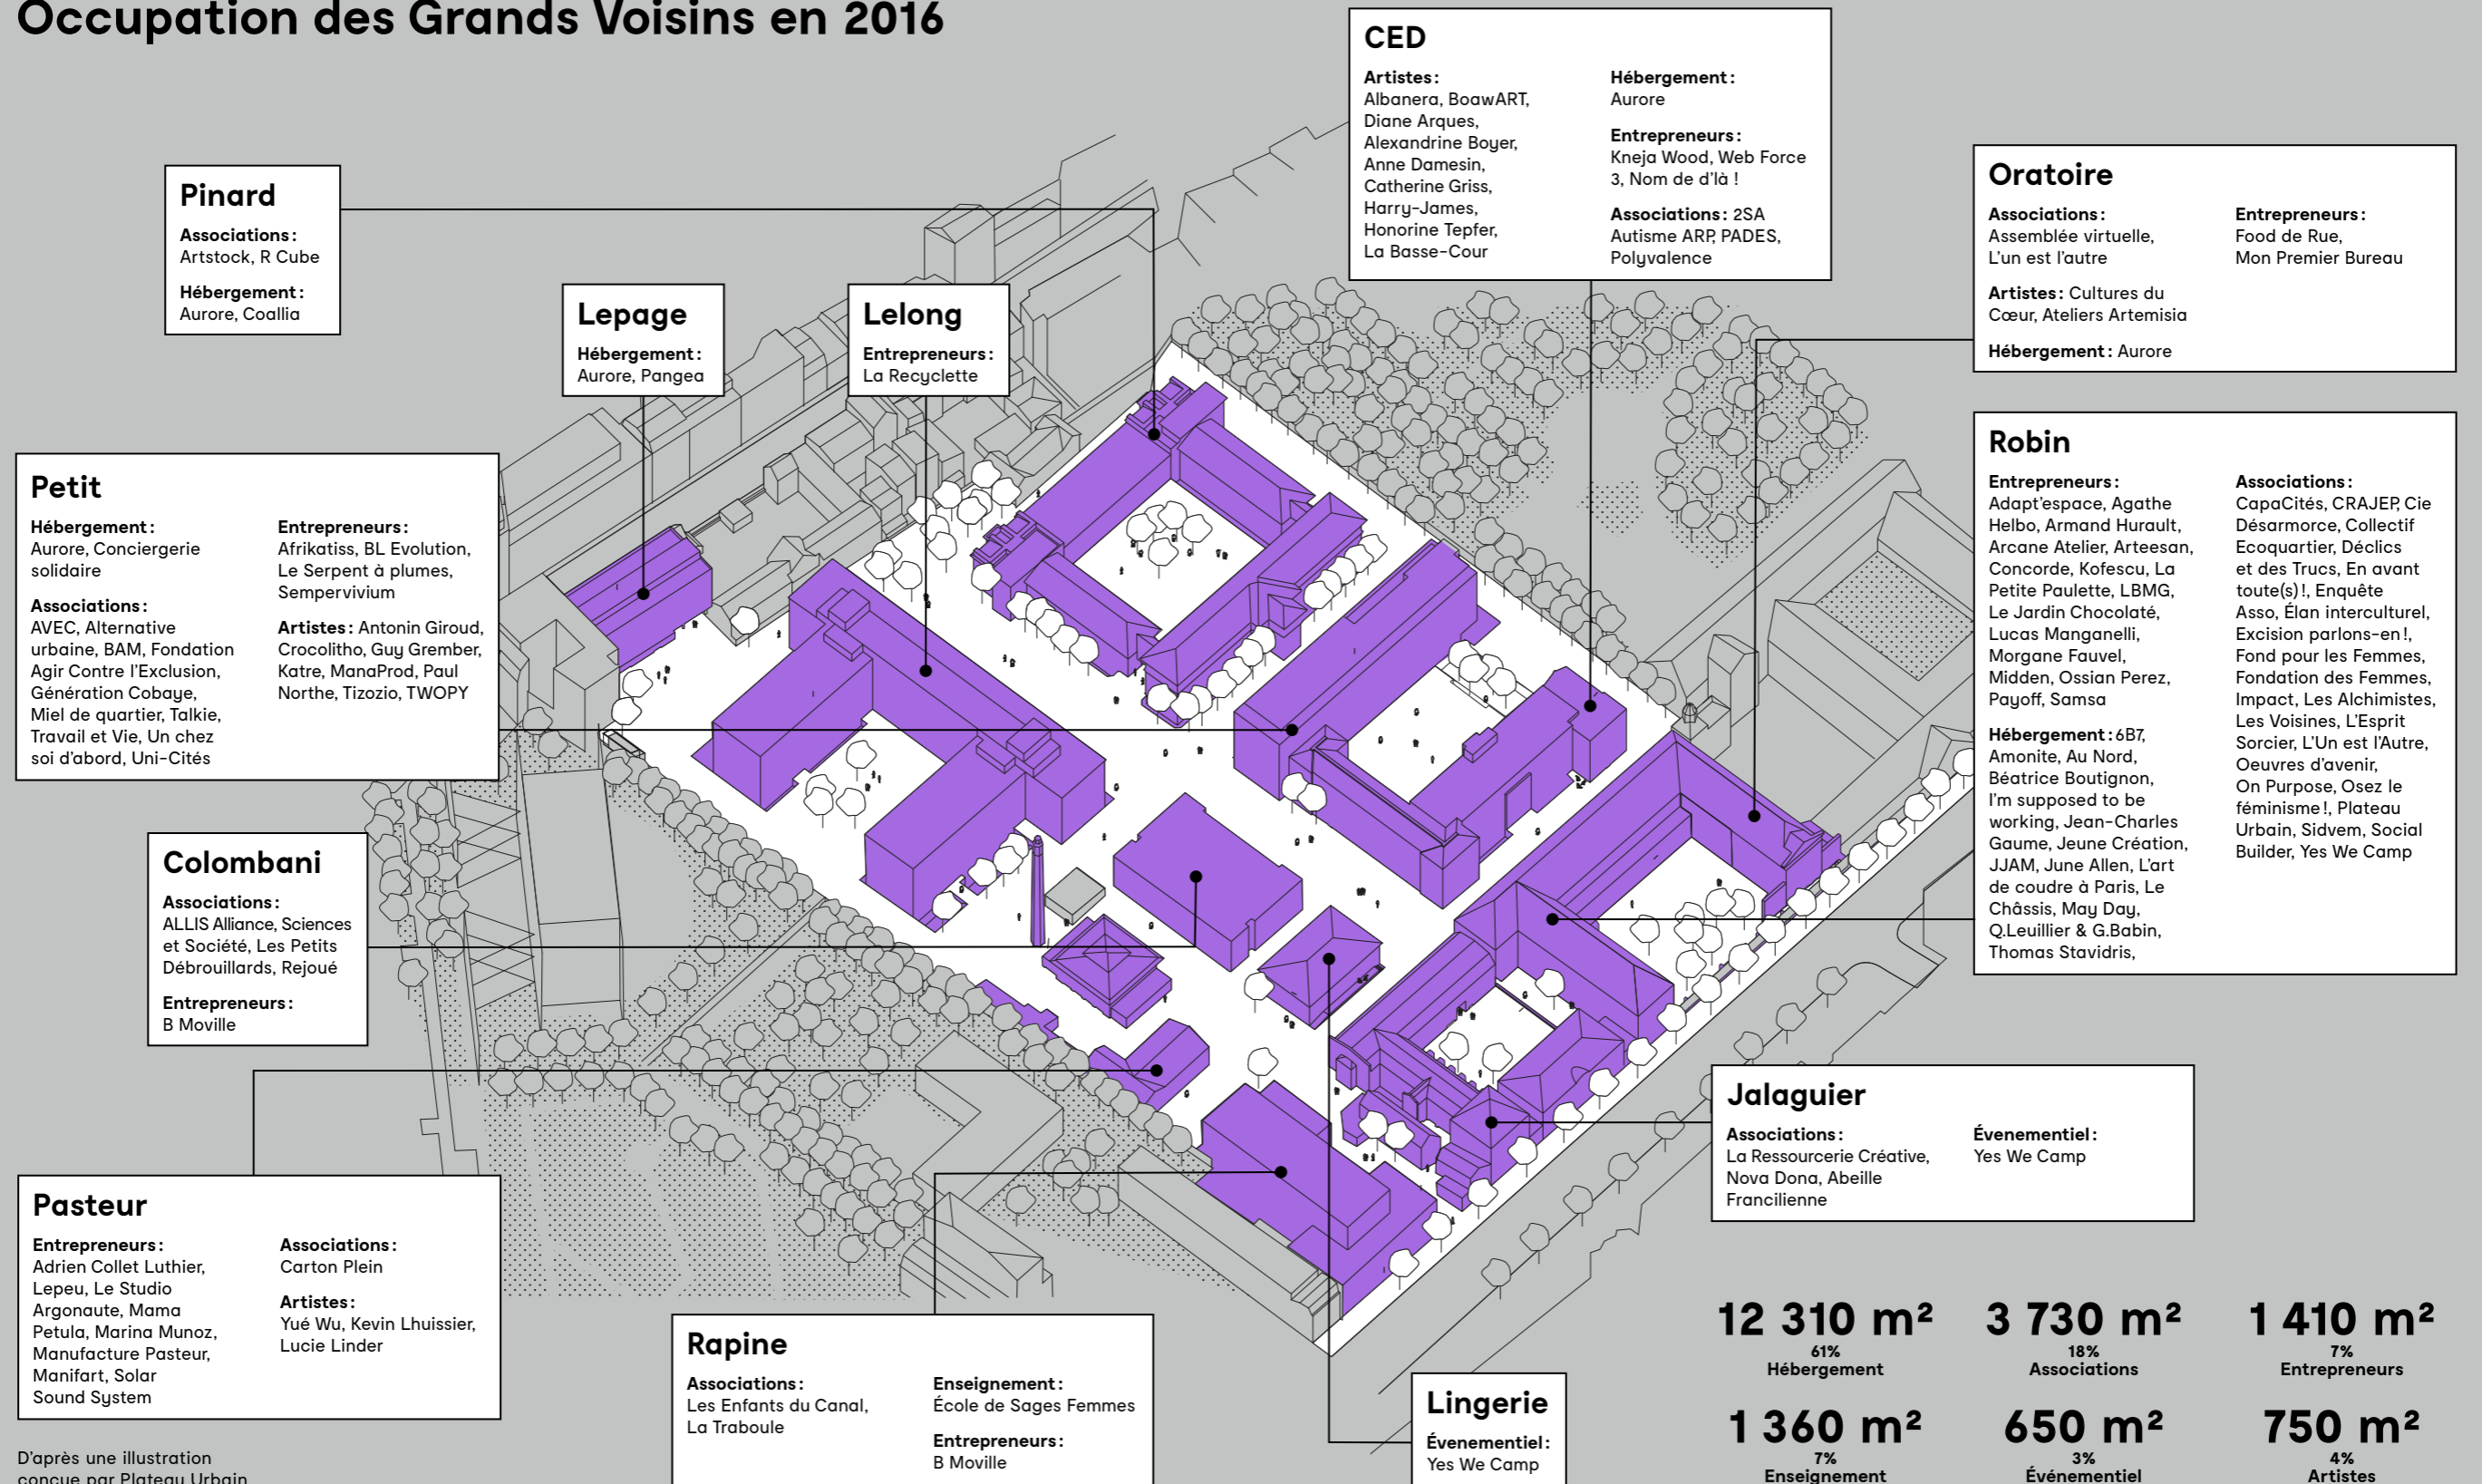 Occupation des Grands Voisins en 2016
CED
Artistes :
Albanera, BoawART,
Diane Arques,
Alexandrine Boyer,
Anne Damesin,
Catherine Griss,
Harry-James,
Honorine Tepfer,
La Basse-Cour
Hébergement :
Aurore
Entrepreneurs :
Kneja Wood, Web Force
3, Nom de d'là !
Associations : 2SA
Autisme ARP, PADES,
Polyvalence
Pinard
Associations :
Artstock, R Cube
Hébergement :
Aurore, Coallia
Lepage
Hébergement :
Aurore, Pangea
Lelong
Entrepreneurs :
La Recyclette
Oratoire
Associations :
Assemblée virtuelle,
L'un est l'autre
Artistes : Cultures du
Cœur, Ateliers Artemisia
Hébergement : Aurore
Entrepreneurs :
Food de Rue,
Mon Premier Bureau
Petit
Hébergement :
Aurore, Conciergerie
solidaire
Associations :
AVEC, Alternative
urbaine, BAM, Fondation
Agir Contre l'Exclusion,
Génération Cobaye,
Miel de quartier, Talkie,
Travail et Vie, Un chez
soi d'abord, Uni-Cités
Entrepreneurs :
Afrikatiss, BL Evolution,
Le Serpent à plumes,
Sempervivium
Artistes : Antonin Giroud,
Crocolitho, Guy Grember,
Katre, ManaProd, Paul
Northe, Tizozio, TWOPY
Robin
Entrepreneurs :
Adapt'espace, Agathe
Helbo, Armand Hurault,
Arcane Atelier, Arteesan,
Concorde, Kofescu, La
Petite Paulette, LBMG,
Le Jardin Chocolaté,
Lucas Manganelli,
Morgane Fauvel,
Midden, Ossian Perez,
Payoff, Samsa
Hébergement : 6B7,
Amonite, Au Nord,
Béatrice Boutignon,
I'm supposed to be
working, Jean-Charles
Gaume, Jeune Création,
JJAM, June Allen, L'art
de coudre à Paris, Le
Châssis, May Day,
Q.Leuillier & G.Babin,
Thomas Stavidris,
Associations :
CapaCités, CRAJEP, Cie
Désarmorce, Collectif
Ecoquartier, Déclics
et des Trucs, En avant
toute(s) !, Enquête
Asso, Élan interculturel,
Excision parlons-en !,
Fond pour les Femmes,
Fondation des Femmes,
Impact, Les Alchimistes,
Les Voisines, L'Esprit
Sorcier, L'Un est l'Autre,
Oeuvres d'avenir,
On Purpose, Osez le
féminisme !, Plateau
Urbain, Sidvem, Social
Builder, Yes We Camp
Colombani
Associations :
ALLIS Alliance, Sciences
et Société, Les Petits
Débrouillards, Rejoué
Entrepreneurs :
B Moville
Jalaguier
Associations :
La Ressourcerie Créative,
Nova Dona, Abeille
Francilienne
Évenementiel :
Yes We Camp
Pasteur
Entrepreneurs :
Adrien Collet Luthier,
Lepeu, Le Studio
Argonaute, Mama
Petula, Marina Munoz,
Manufacture Pasteur,
Manifart, Solar
Sound System
Associations :
Carton Plein
Artistes :
Yué Wu, Kevin Lhuissier,
Lucie Linder
Rapine
Associations :
Les Enfants du Canal,
La Traboule
Enseignement :
École de Sages Femmes
Entrepreneurs :
B Moville
Lingerie
Évenementiel :
Yes We Camp
12 310 m²
61%
Hébergement
3 730 m²
18%
Associations
1 410 m²
7%
Entrepreneurs
1 360 m²
7%
Enseignement
650 m²
3%
Événementiel
750 m²
4%
Artistes
D'après une illustration
conçue par Plateau Urbain